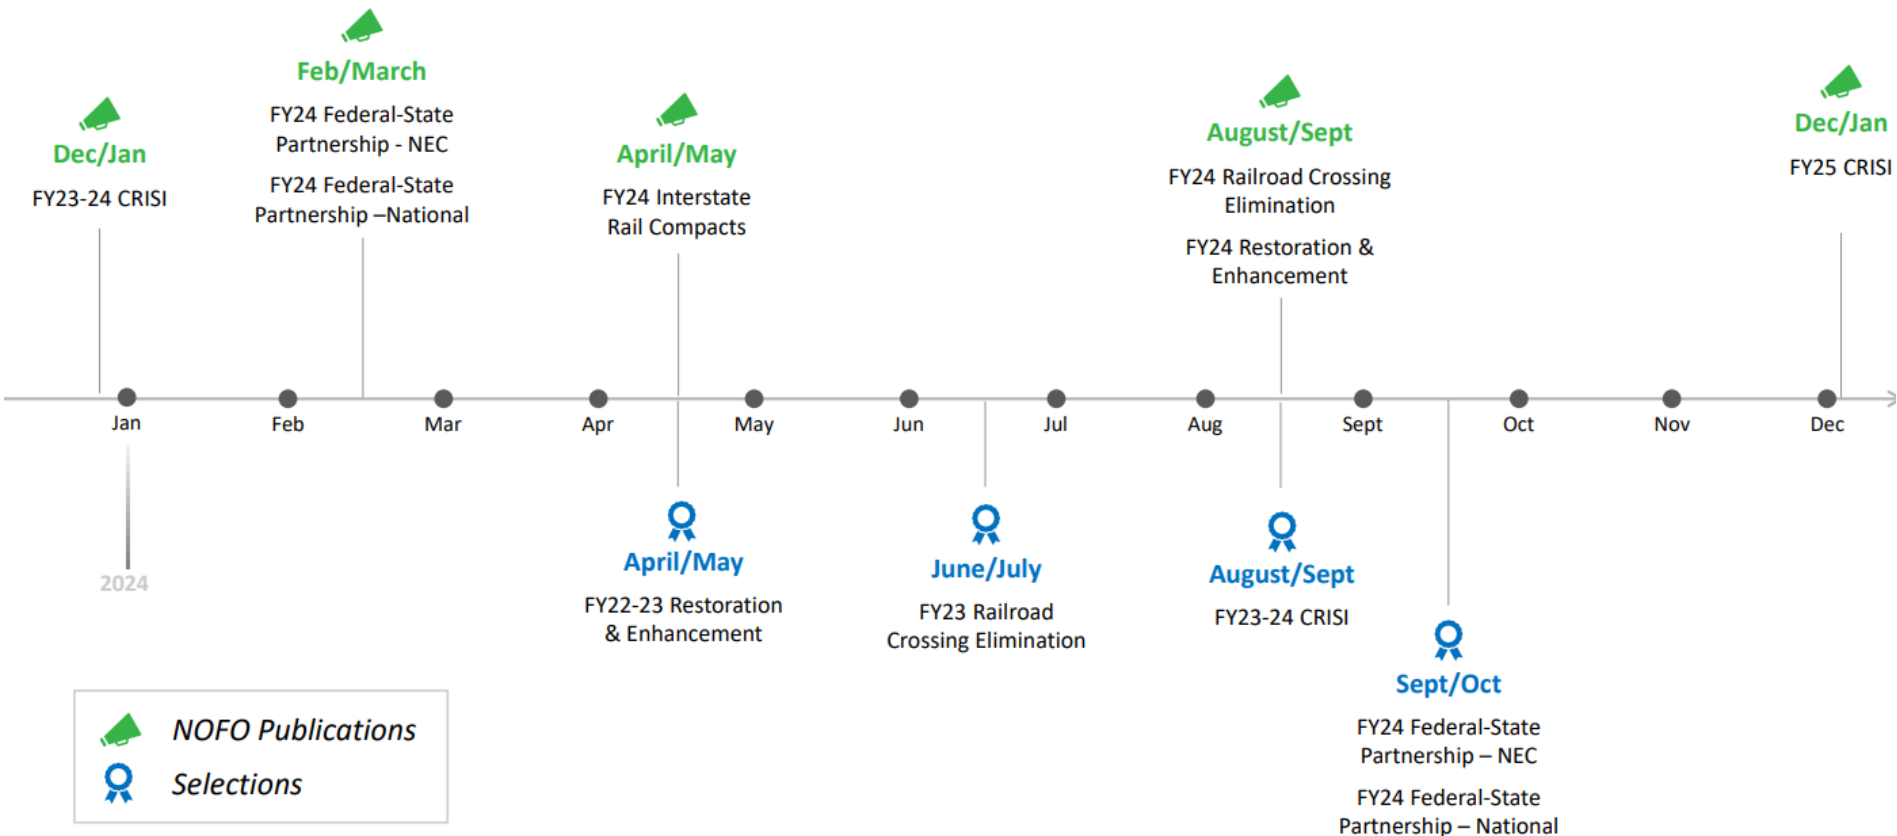 Feb/March
FY24 Federal-State
Partnership - NEC
FY24 Federal-State
Partnership –National
Dec/Jan
FY23-24 CRISI
April/May
FY24 Interstate
Rail Compacts
August/Sept
FY24 Railroad Crossing
Elimination
FY24 Restoration &
Enhancement
Dec/Jan
FY25 CRISI
Jan
Feb
Mar
Apr
May
Jun
Jul
Aug
Sept
Oct
Nov
Dec
2024
April/May
FY22-23 Restoration
& Enhancement
June/July
FY23 Railroad
Crossing Elimination
August/Sept
FY23-24 CRISI
Sept/Oct
FY24 Federal-State
Partnership – NEC
FY24 Federal-State
Partnership – National
NOFO Publications
Selections